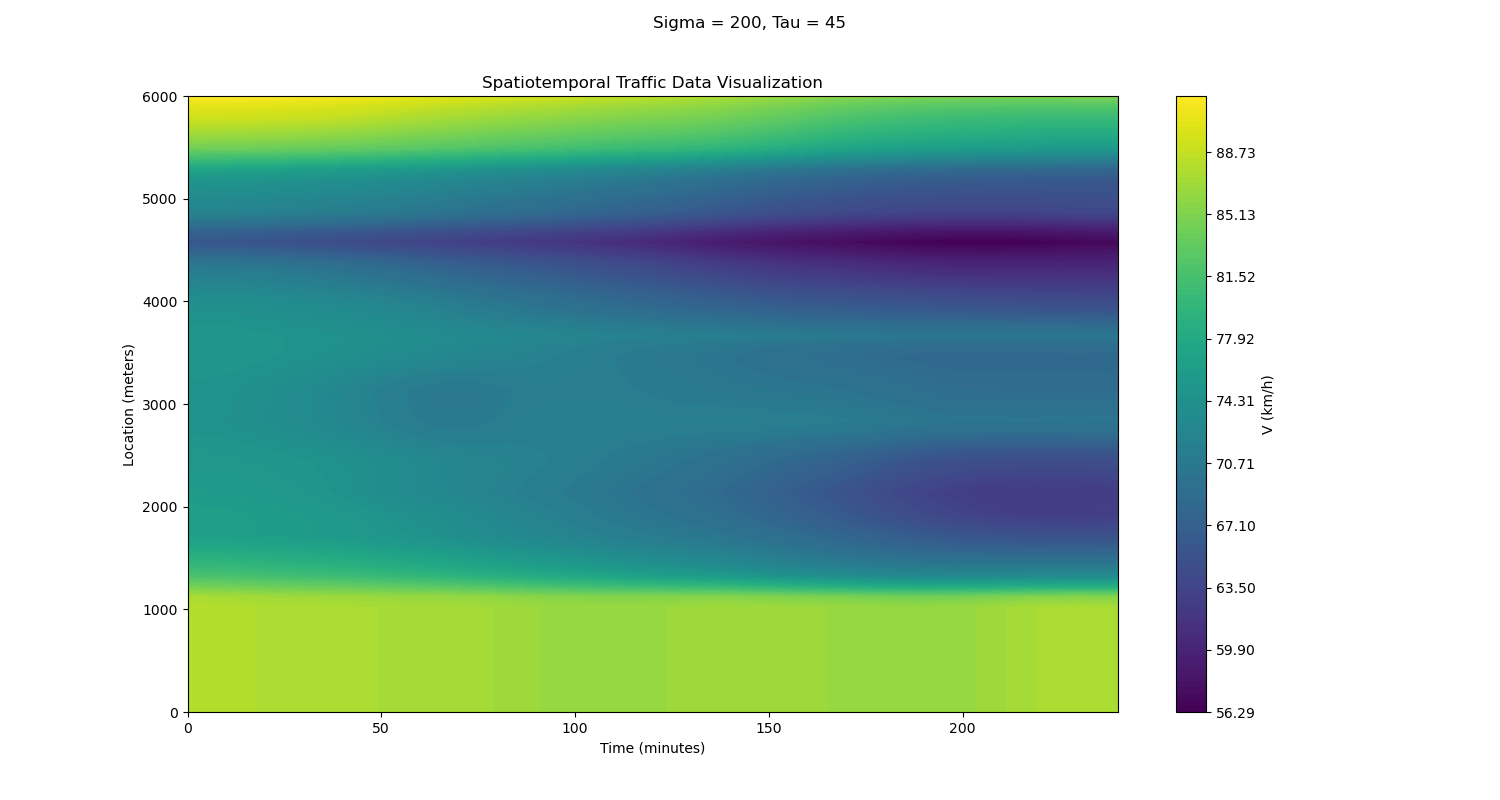 Sigma = 200, Tau = 45
Spatiotemporal Traffic Data Visualization
6000
5000
4000
3000
2000
1000
0
Location (meters)
0 50 100 150 200
Time (minutes)
88.73
85.13
81.52
77.92
74.31
70.71
67.10
63.50
59.90
56.29
V (km/h)